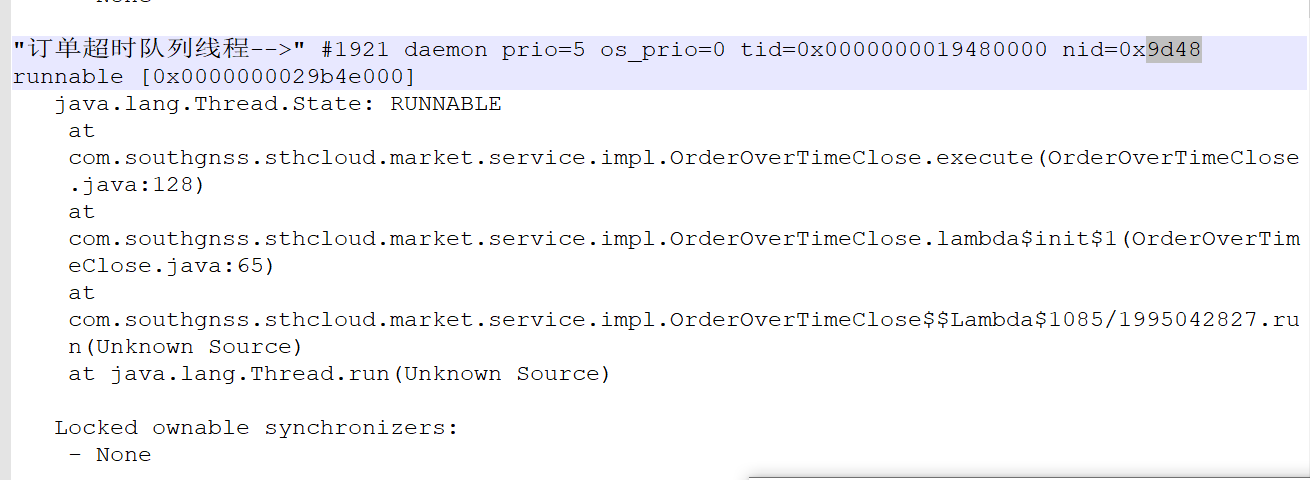 "订单超时队列线程-->" #1921 daemon prio=5 os_prio=0 tid=0x0000000019480000 nid=0x9d48
runnable [0x0000000029b4e000]
java.lang.Thread.State: RUNNABLE
at
com.southgnss.sthcloud.market.service.impl.OrderOverTimeClose.execute(OrderOverTimeClose
.java:128)
at
com.southgnss.sthcloud.market.service.impl.OrderOverTimeClose.lambda$init$1(OrderOverTim
eClose.java:65)
at
com.southgnss.sthcloud.market.service.impl.OrderOverTimeClose$$Lambda$1085/1995042827.ru
n(Unknown Source)
at java.lang.Thread.run(Unknown Source)
Locked ownable synchronizers:
- None